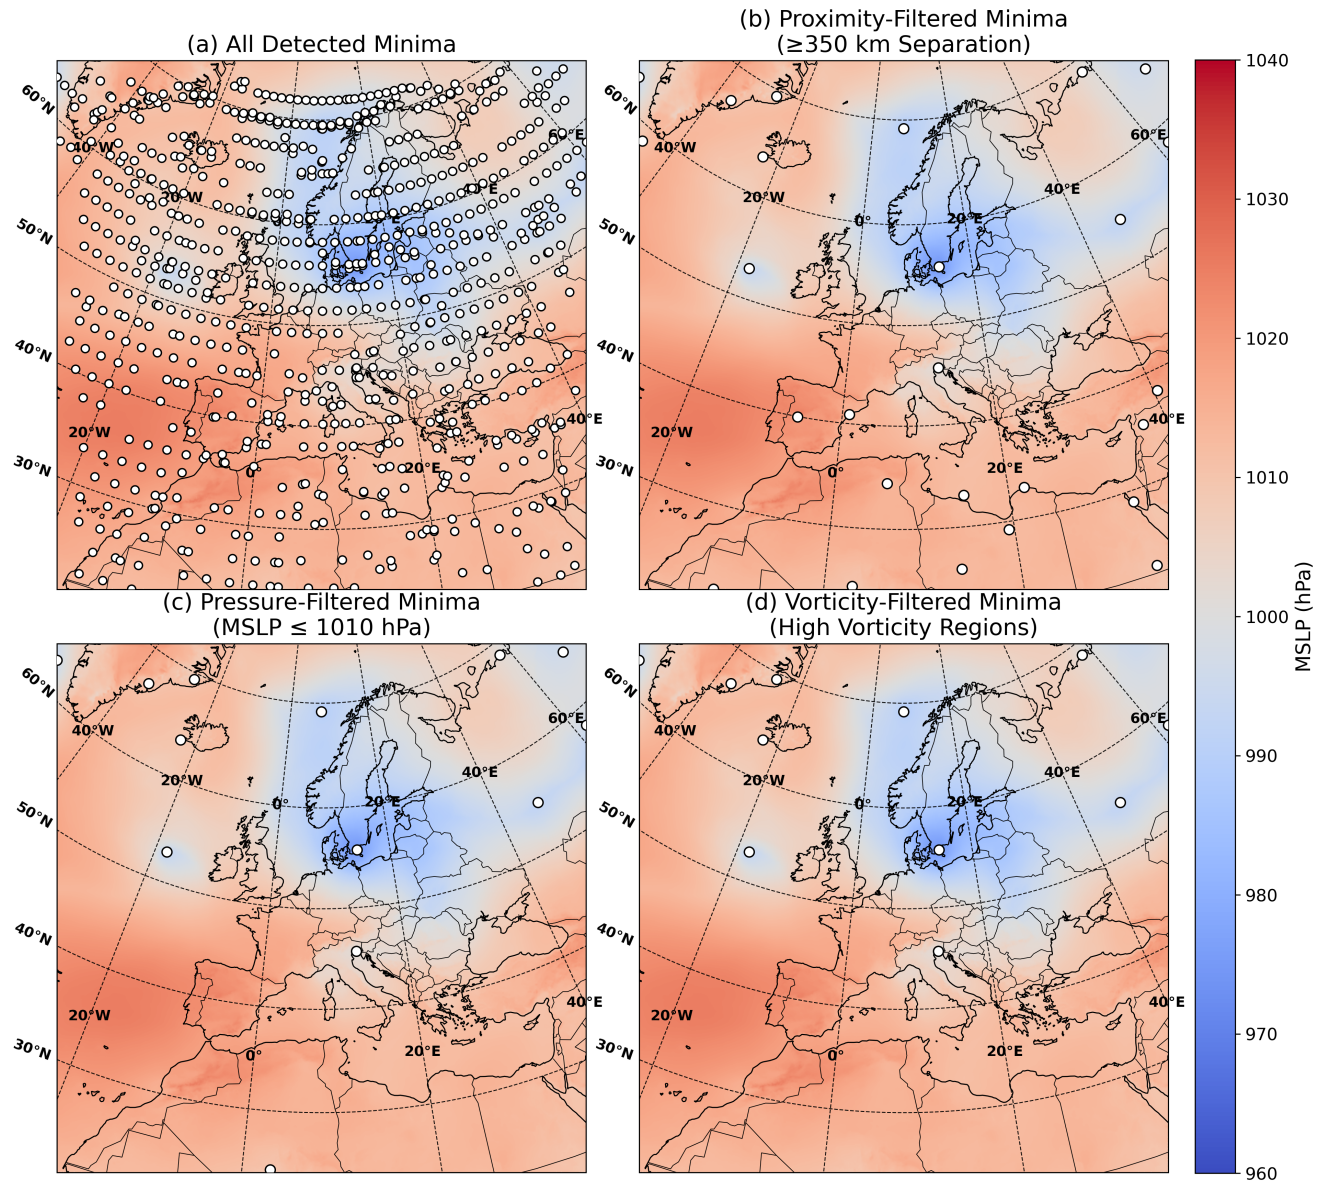 (a) All Detected Minima
60°N
50°N
40°N
30°N
40°W
20°W
60°E
40°E
0°
20°W
0°
20°E
40°E
(b) Proximity-Filtered Minima
(≥350 km Separation)
60°N
50°N
40°N
30°N
40°W
20°W
0°
20°E
40°E
60°E
20°W
0°
20°E
40°E
(c) Pressure-Filtered Minima
(MSLP ≤ 1010 hPa)
60°N
50°N
40°N
30°N
40°W
20°W
0°
20°E
40°E
60°E
20°W
0°
20°E
40°E
(d) Vorticity-Filtered Minima
(High Vorticity Regions)
60°N
50°N
40°N
30°N
40°W
20°W
0°
20°E
40°E
60°E
20°W
0°
20°E
40°E
1040
1030
1020
1010
1000
990
980
970
960
MSLP (hPa)